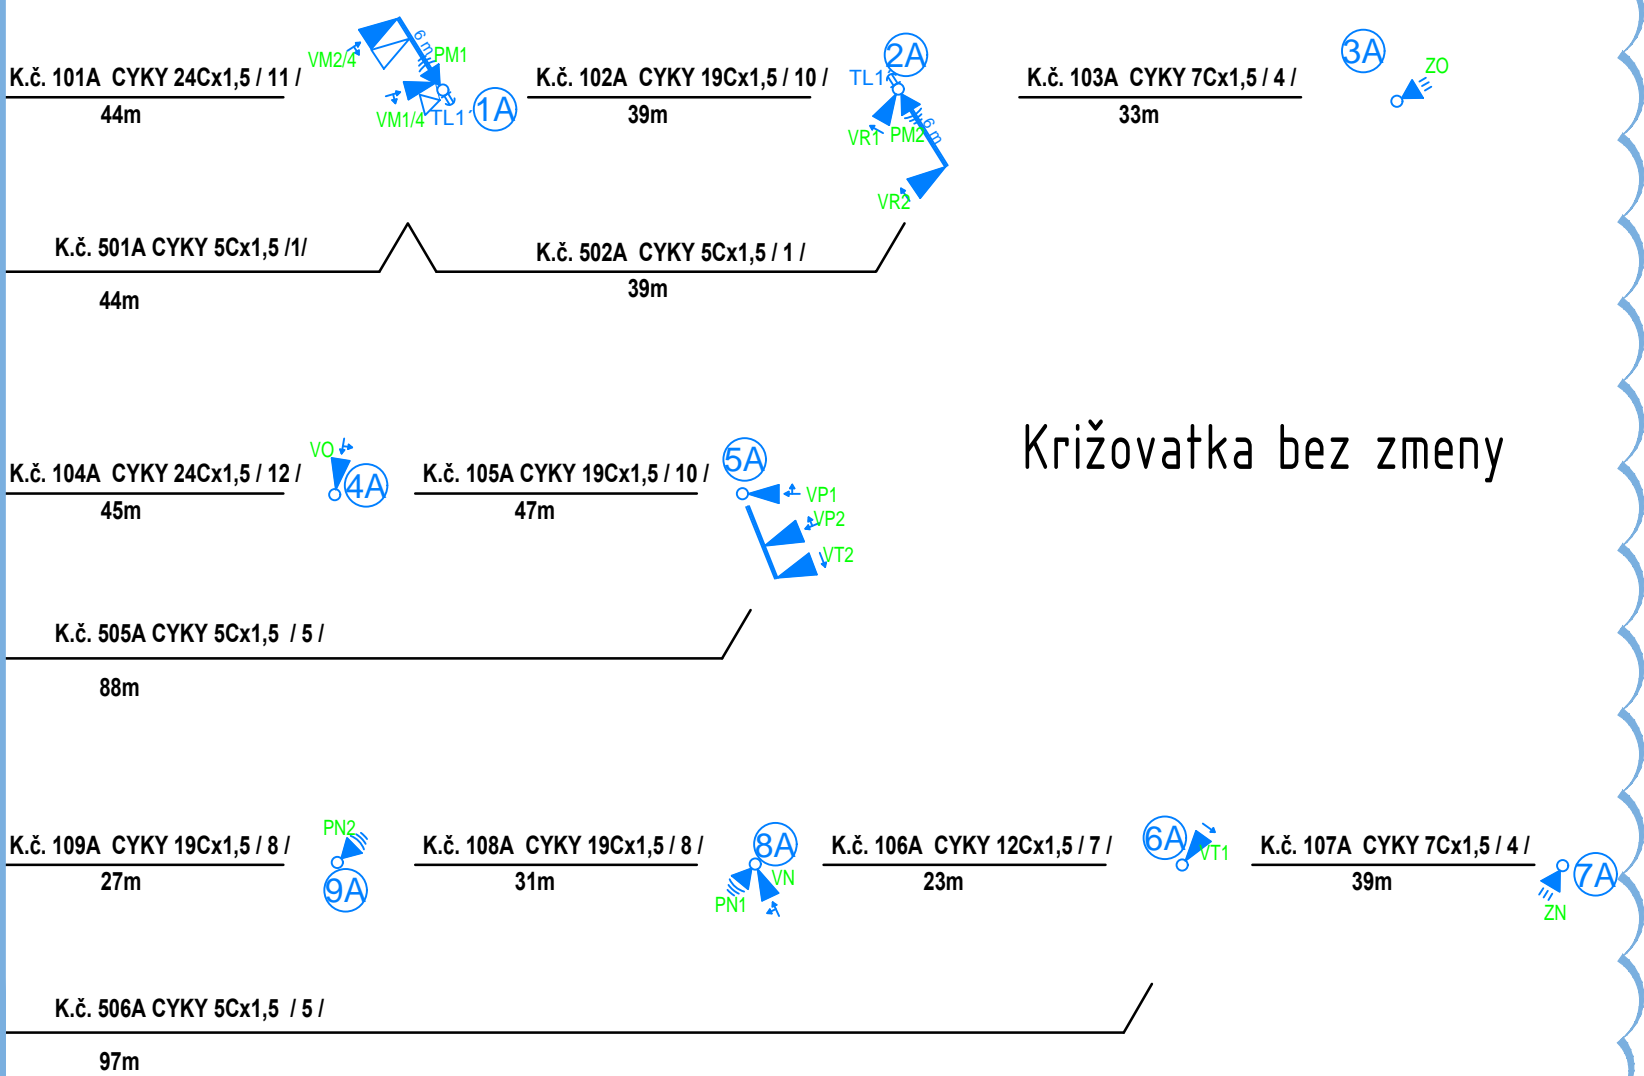 K.č. 101A CYKY 24Cx1,5 / 11 /
44m
VM2/4
6 m
PM1
VM1/4
TL1´
1A
K.č. 102A CYKY 19Cx1,5 / 10 /
39m
2A
TL1´
VR1
PM2
6 m
VR2
K.č. 103A CYKY 7Cx1,5 / 4 /
33m
3A
ZO
K.č. 501A CYKY 5Cx1,5 /1/
44m
K.č. 502A CYKY 5Cx1,5 / 1 /
39m
Križovatka bez zmeny
K.č. 104A CYKY 24Cx1,5 / 12 /
45m
VO
4A
K.č. 105A CYKY 19Cx1,5 / 10 /
47m
5A
VP1
VP2
VT2
K.č. 505A CYKY 5Cx1,5 / 5 /
88m
K.č. 109A CYKY 19Cx1,5 / 8 /
27m
PN2
9A
K.č. 108A CYKY 19Cx1,5 / 8 /
31m
8A
VN
PN1
K.č. 106A CYKY 12Cx1,5 / 7 /
23m
6A
VT1
K.č. 107A CYKY 7Cx1,5 / 4 /
39m
7A
ZN
K.č. 506A CYKY 5Cx1,5 / 5 /
97m